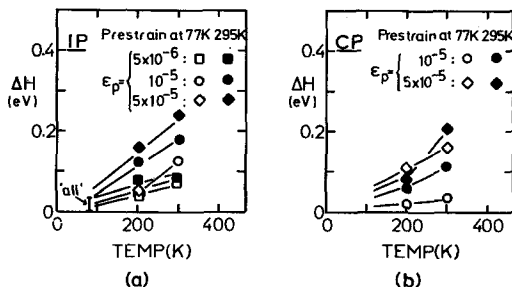 IP
Prestrain at 77K 295K
εp=
5x10-6 :
10-5 :
5x10-5 :
0.4
ΔH
(eV)
0.2
'all'
0
0 200 400
TEMP(K)
(a)
CP
Prestrain at 77K 295K
εp=
10-5 :
5x10-5 :
0.4
ΔH
(eV)
0.2
0
0 200 400
TEMP(K)
(b)